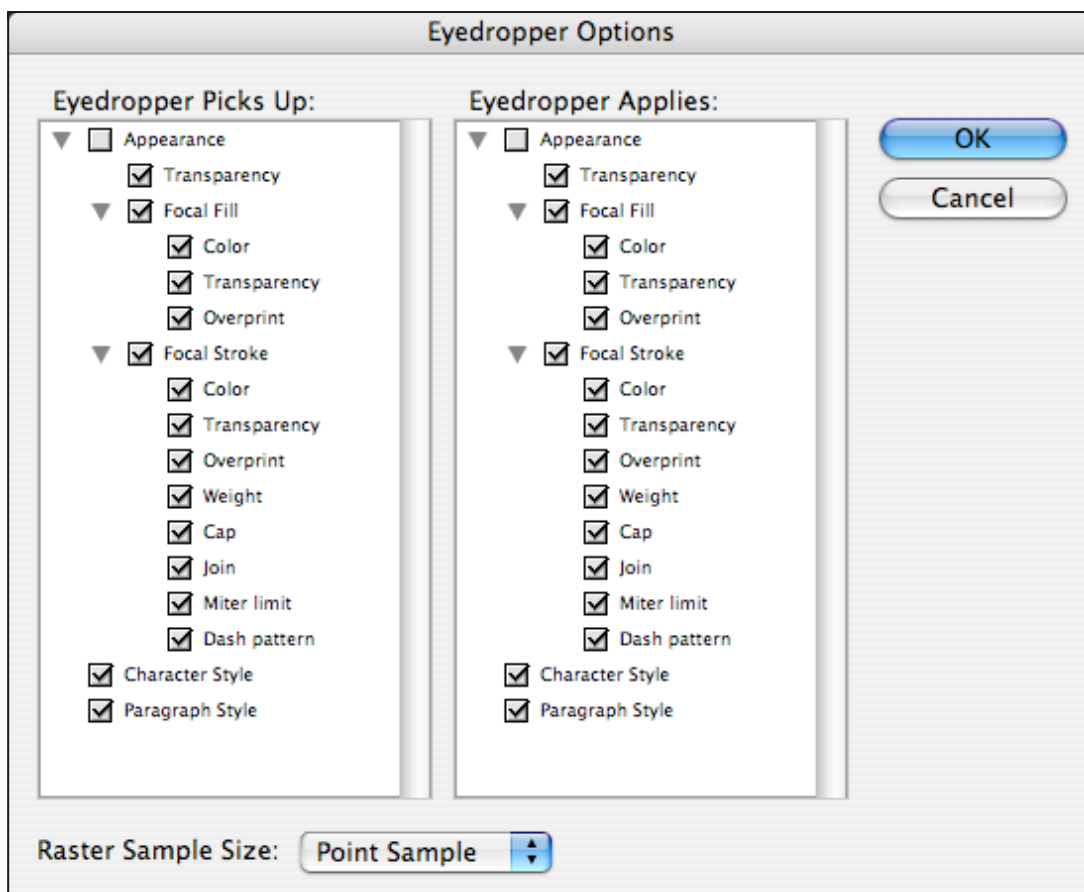 Eyedropper Options
Eyedropper Picks Up:
Appearance
Transparency
Focal Fill
Color
Transparency
Overprint
Focal Stroke
Color
Transparency
Overprint
Weight
Cap
Join
Miter limit
Dash pattern
Character Style
Paragraph Style
Eyedropper Applies:
Appearance
Transparency
Focal Fill
Color
Transparency
Overprint
Focal Stroke
Color
Transparency
Overprint
Weight
Cap
Join
Miter limit
Dash pattern
Character Style
Paragraph Style
OK
Cancel
Raster Sample Size: Point Sample